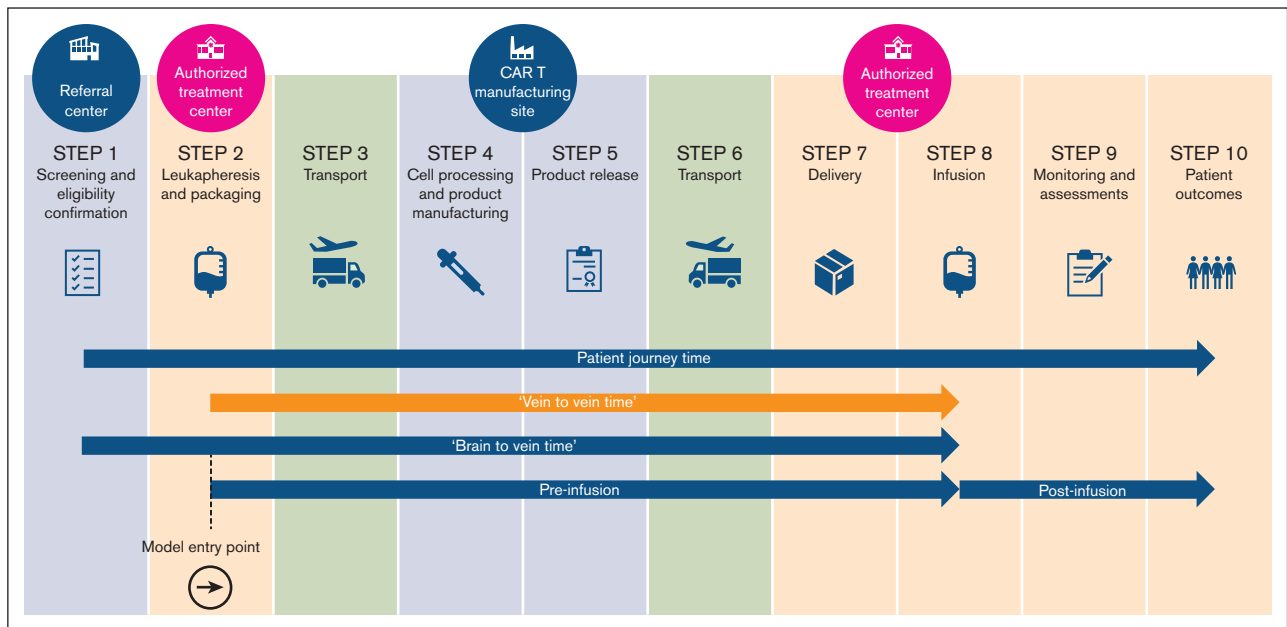 Referral
center
Authorized
treatment
center
CAR T
manufacturing
site
Authorized
treatment
center
STEP 1
Screening and
eligibility
confirmation
STEP 2
Leukapheresis
and packaging
STEP 3
Transport
STEP 4
Cell processing
and product
manufacturing
STEP 5
Product release
STEP 6
Transport
STEP 7
Delivery
STEP 8
Infusion
STEP 9
Monitoring and
assessments
STEP 10
Patient
outcomes
Patient journey time
‘Vein to vein time’
‘Brain to vein time’
Pre-infusion
Post-infusion
Model entry point